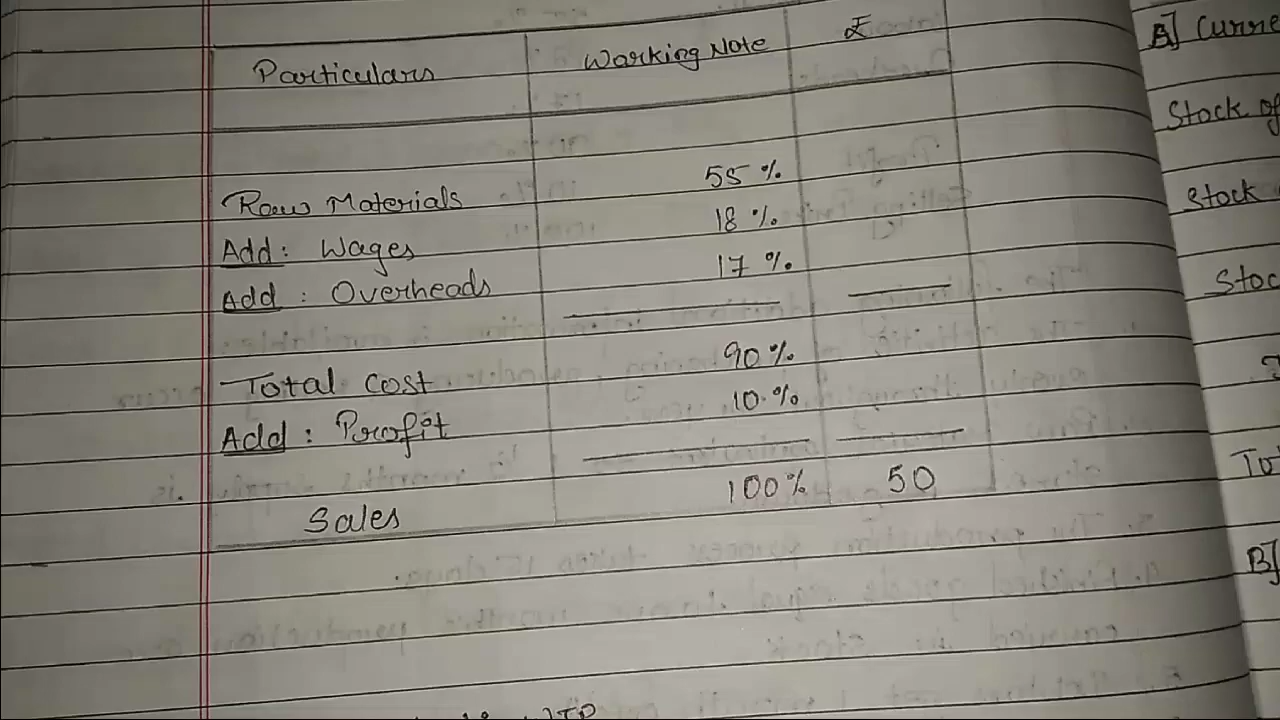 Particulars Working Note ₹
Raw Materials 55 %
Add: Wages 18 %
Add: Overheads 17 %
Total cost 90 %
Add: Profit 10 %
Sales 100 % 50
B] Curre
Stock of
Stock
Stoc
To
B]